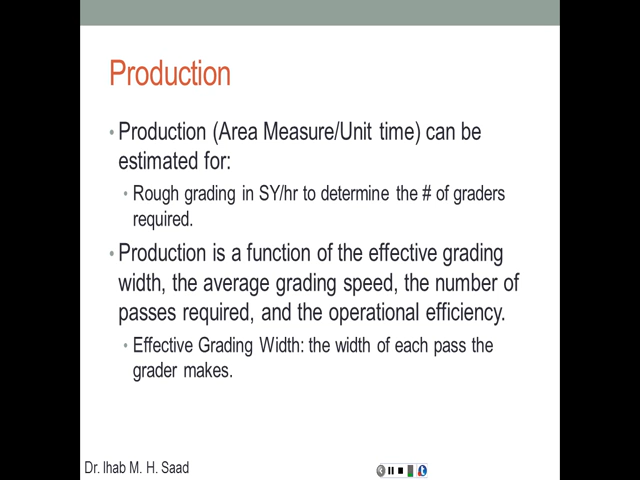 Production
• Production (Area Measure/Unit time) can be
estimated for:
• Rough grading in SY/hr to determine the # of graders
required.
• Production is a function of the effective grading
width, the average grading speed, the number of
passes required, and the operational efficiency.
• Effective Grading Width: the width of each pass the
grader makes.
Dr. Ihab M. H. Saad